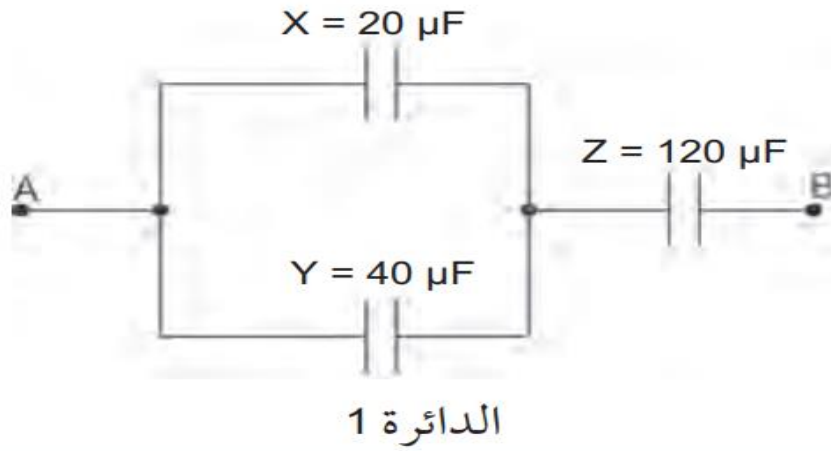 X = 20 µF
Z = 120 µF
A
B
Y = 40 µF
الدائرة 1